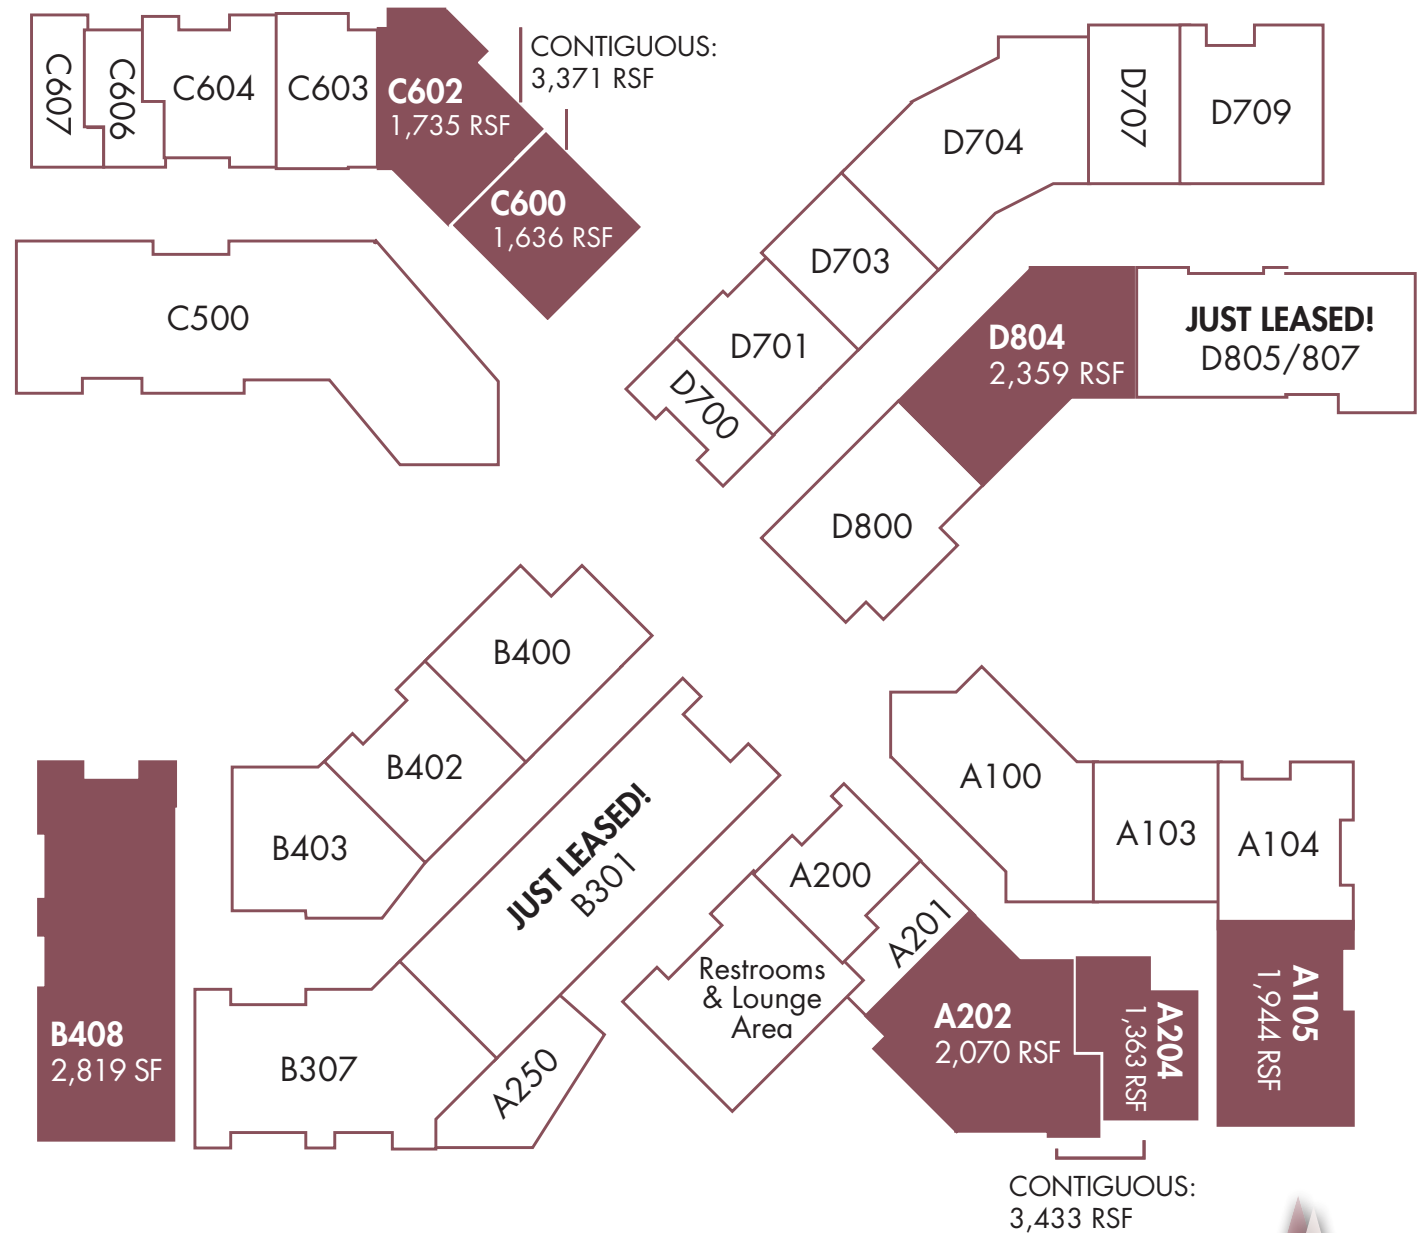 C607
C606
C604
C603
C602
1,735 RSF
CONTIGUOUS:
3,371 RSF
C600
1,636 RSF
C500
D704
D707
D709
D703
D701
D700
D804
2,359 RSF
JUST LEASED!
D805/807
D800
B400
B402
B403
JUST LEASED!
B301
B408
2,819 SF
B307
A250
A100
A103
A104
A200
A201
Restrooms
& Lounge
Area
A202
2,070 RSF
A204
1,363 RSF
A105
1,944 RSF
CONTIGUOUS:
3,433 RSF